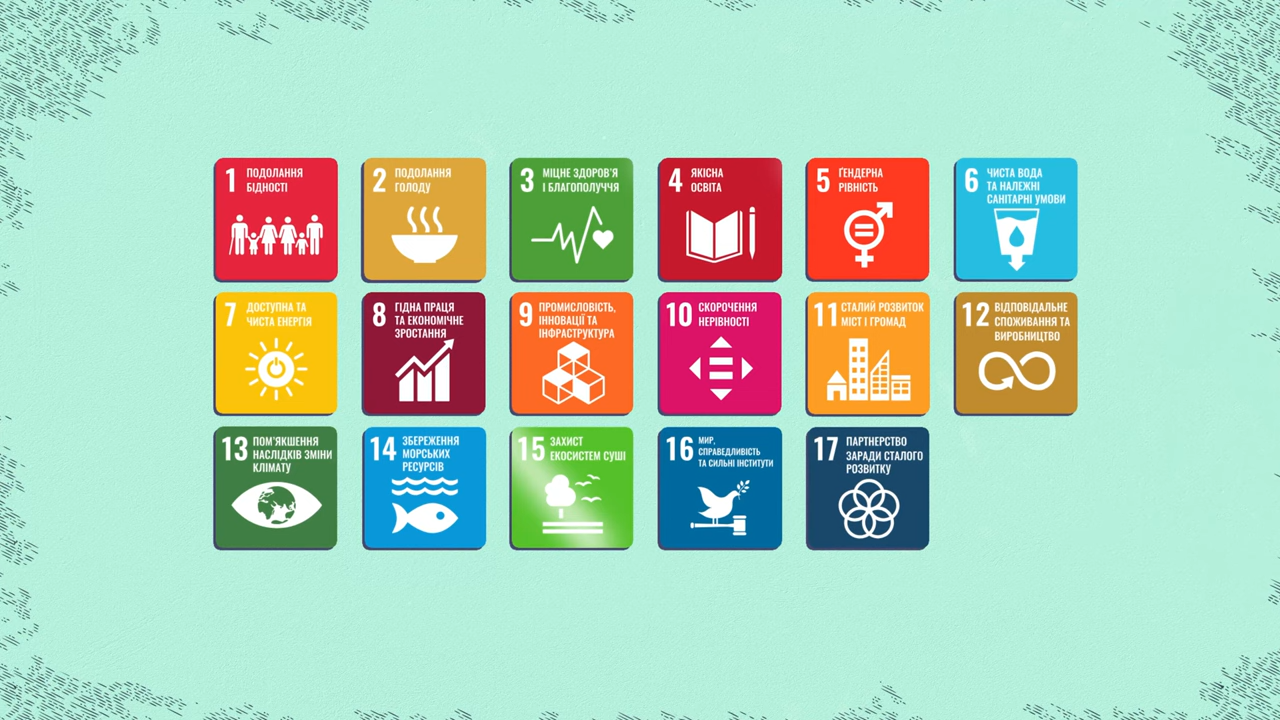 1 ПОДОЛАННЯ
БІДНОСТІ
2 ПОДОЛАННЯ
ГОЛОДУ
3 МІЦНЕ ЗДОРОВ'Я
І БЛАГОПОЛУЧЧЯ
4 ЯКІСНА
ОСВІТА
5 ҐЕНДЕРНА
РІВНІСТЬ
6 ЧИСТА ВОДА
ТА НАЛЕЖНІ
САНІТАРНІ УМОВИ
7 ДОСТУПНА ТА
ЧИСТА ЕНЕРГІЯ
8 ГІДНА ПРАЦЯ
ТА ЕКОНОМІЧНЕ
ЗРОСТАННЯ
9 ПРОМИСЛОВІСТЬ,
ІННОВАЦІЇ ТА
ІНФРАСТРУКТУРА
10 СКОРОЧЕННЯ
НЕРІВНОСТІ
11 СТАЛИЙ РОЗВИТОК
МІСТ І ГРОМАД
12 ВІДПОВІДАЛЬНЕ
СПОЖИВАННЯ ТА
ВИРОБНИЦТВО
13 ПОМ'ЯКШЕННЯ
НАСЛІДКІВ ЗМІНИ
КЛІМАТУ
14 ЗБЕРЕЖЕННЯ
МОРСЬКИХ
РЕСУРСІВ
15 ЗАХИСТ
ЕКОСИСТЕМ СУШІ
16 МИР,
СПРАВЕДЛИВІСТЬ
ТА СИЛЬНІ ІНСТИТУТИ
17 ПАРТНЕРСТВО
ЗАРАДИ СТАЛОГО
РОЗВИТКУ